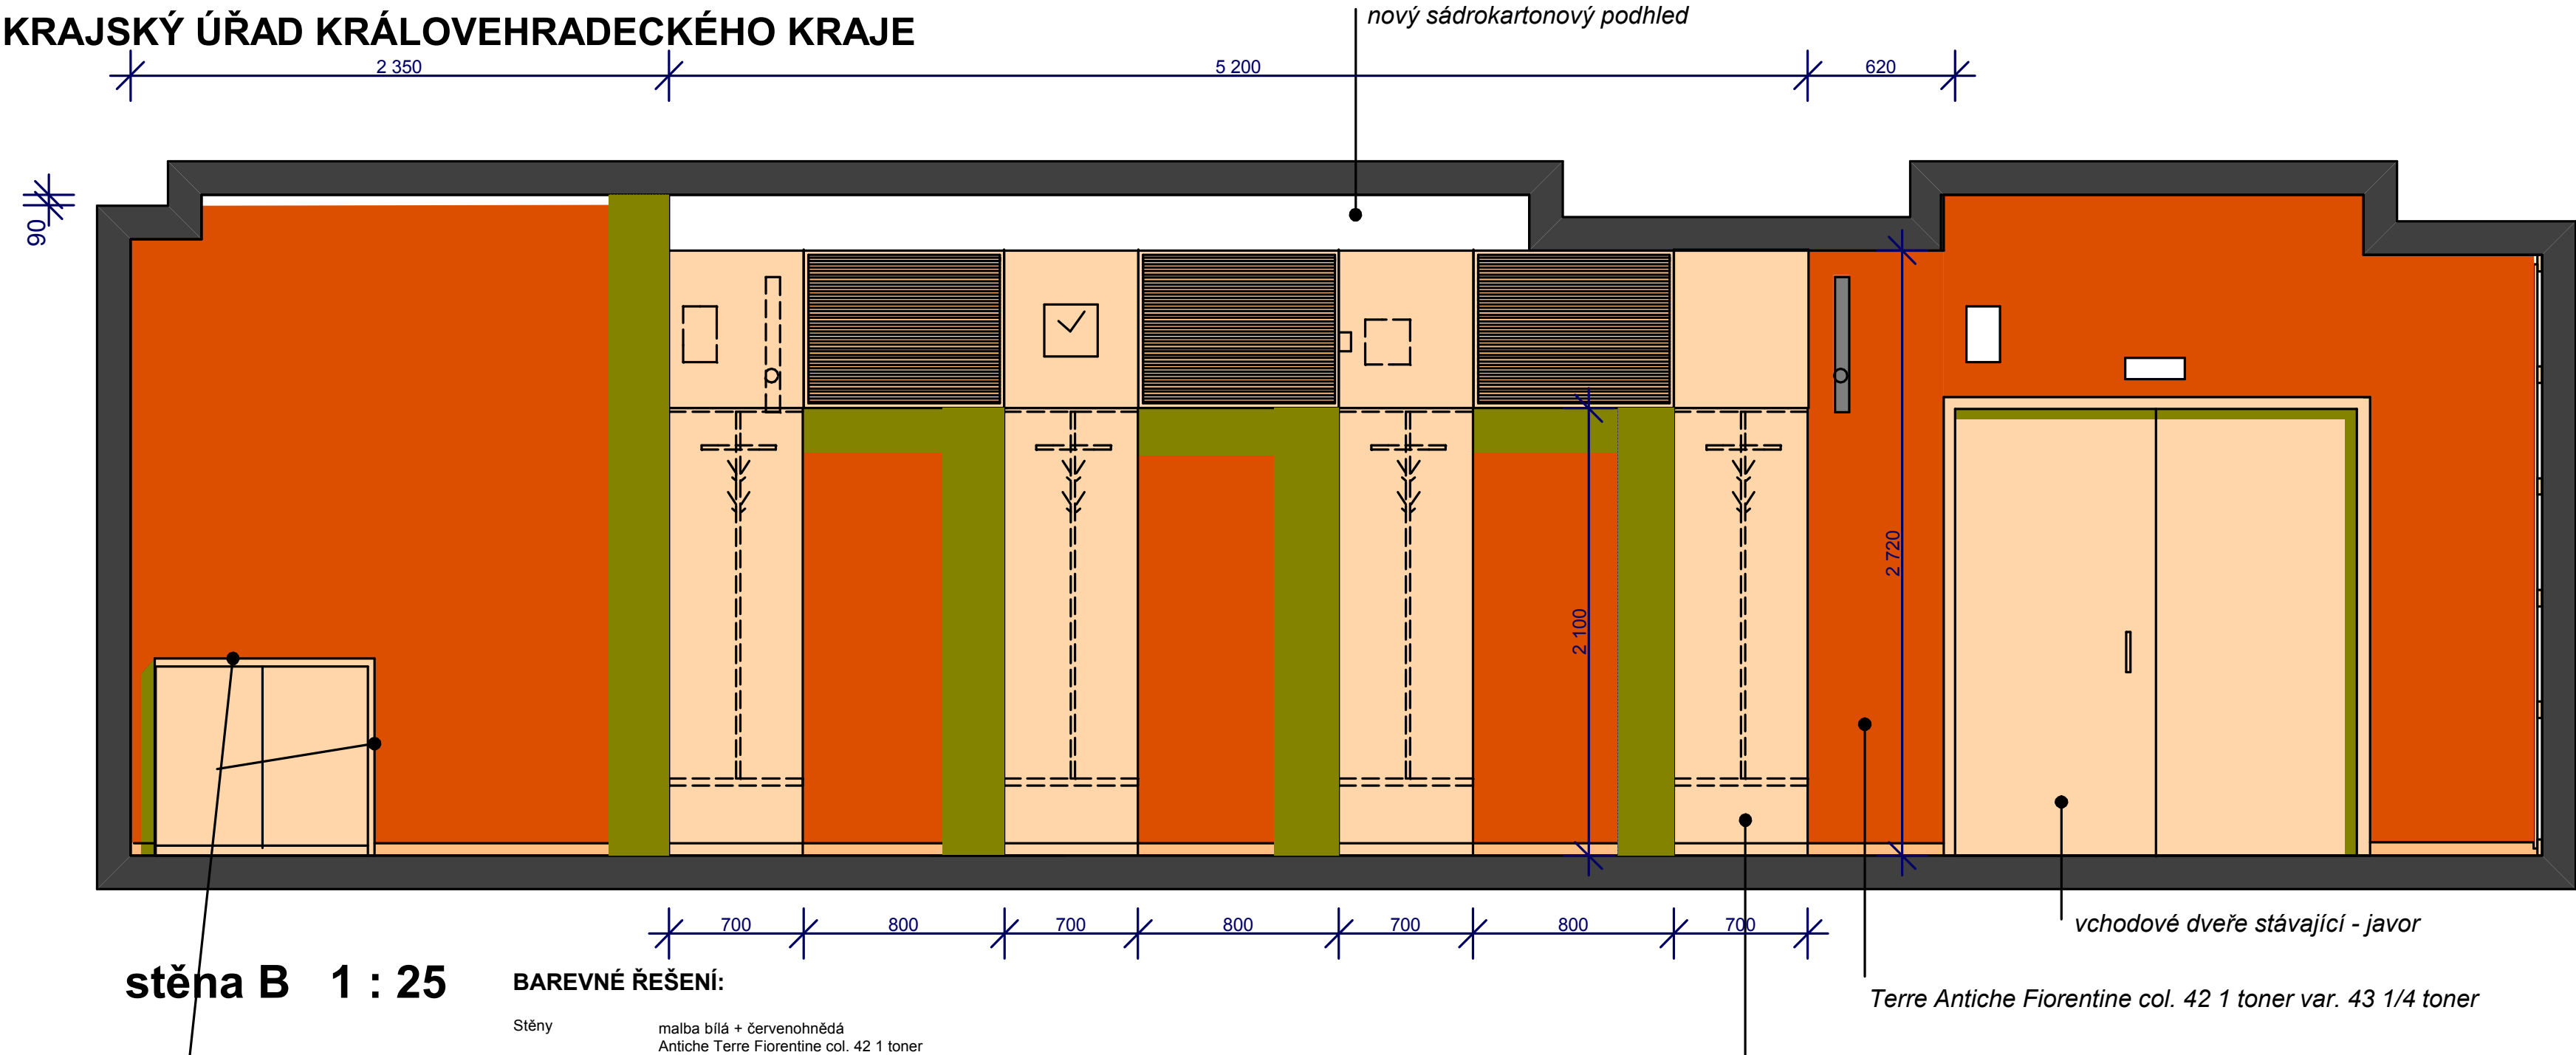 nový sádrokartonový podhled
KRAJSKÝ ÚŘAD KRÁLOVEHRADECKÉHO KRAJE
2 350
5 200
620
90
2 720
2 100
700
800
700
800
700
800
700
vchodové dveře stávající - javor
stěna B 1 : 25
BAREVNÉ ŘEŠENÍ:
Terre Antiche Fiorentine col. 42 1 toner var. 43 1/4 toner
Stěny
malba bílá + červenohnědá
Antiche Terre Fiorentine col. 42 1 toner